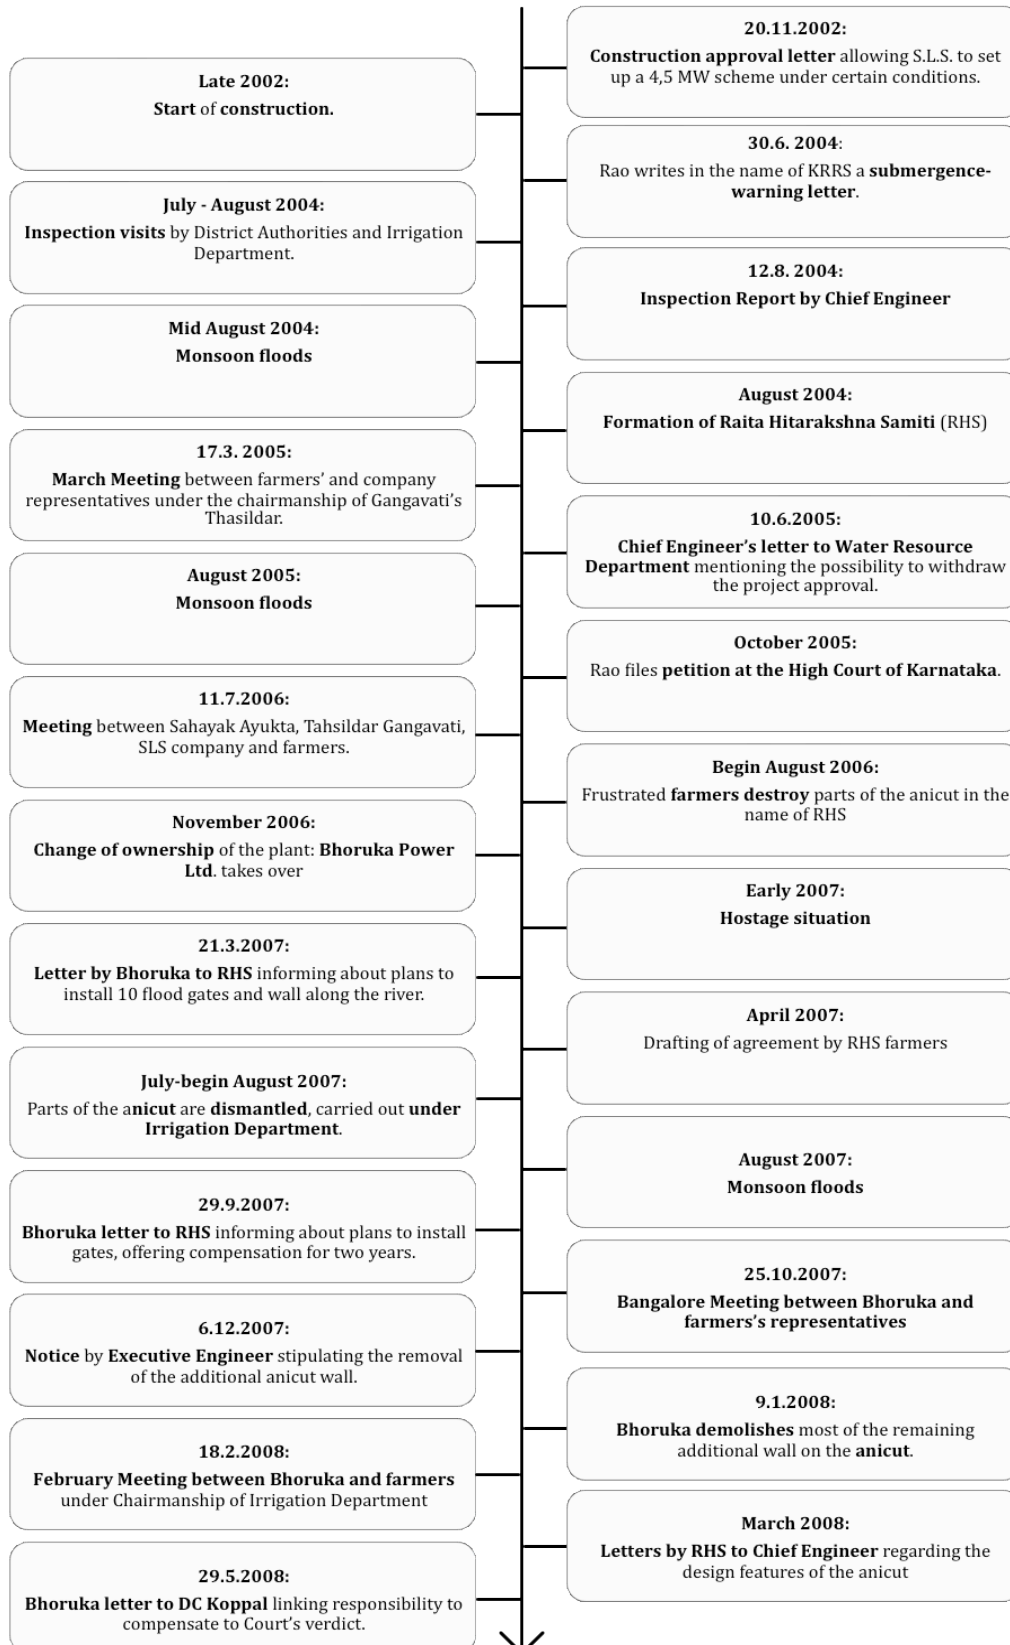 20.11.2002:
Construction approval letter allowing S.L.S. to set
up a 4,5 MW scheme under certain conditions.
Late 2002:
Start of construction.
30.6. 2004:
Rao writes in the name of KRRS a submergence-
warning letter.
July - August 2004:
Inspection visits by District Authorities and Irrigation
Department.
12.8. 2004:
Inspection Report by Chief Engineer
Mid August 2004:
Monsoon floods
August 2004:
Formation of Raita Hitarakshna Samiti (RHS)
17.3. 2005:
March Meeting between farmers' and company
representatives under the chairmanship of Gangavati's
Thasildar.
10.6.2005:
Chief Engineer's letter to Water Resource
Department mentioning the possibility to withdraw
the project approval.
August 2005:
Monsoon floods
October 2005:
Rao files petition at the High Court of Karnataka.
11.7.2006:
Meeting between Sahayak Ayukta, Tahsildar Gangavati,
SLS company and farmers.
Begin August 2006:
Frustrated farmers destroy parts of the anicut in the
name of RHS
November 2006:
Change of ownership of the plant: Bhoruka Power
Ltd. takes over
Early 2007:
Hostage situation
21.3.2007:
Letter by Bhoruka to RHS informing about plans to
install 10 flood gates and wall along the river.
April 2007:
Drafting of agreement by RHS farmers
July-begin August 2007:
Parts of the anicut are dismantled, carried out under
Irrigation Department.
August 2007:
Monsoon floods
29.9.2007:
Bhoruka letter to RHS informing about plans to install
gates, offering compensation for two years.
25.10.2007:
Bangalore Meeting between Bhoruka and
farmers's representatives
6.12.2007:
Notice by Executive Engineer stipulating the removal
of the additional anicut wall.
9.1.2008:
Bhoruka demolishes most of the remaining
additional wall on the anicut.
18.2.2008:
February Meeting between Bhoruka and farmers
under Chairmanship of Irrigation Department
March 2008:
Letters by RHS to Chief Engineer regarding the
design features of the anicut
29.5.2008:
Bhoruka letter to DC Koppal linking responsibility to
compensate to Court's verdict.